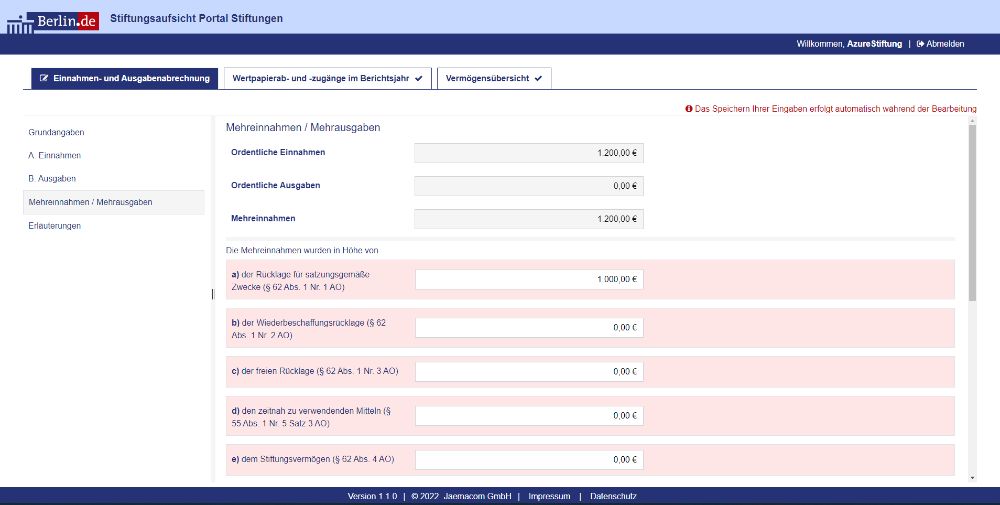 Berlin.de
Stiftungsaufsicht Portal Stiftungen
Willkommen, AzureStiftung | Abmelden
Einnahmen- und Ausgabenabrechnung
Wertpapierab- und -zugänge im Berichtsjahr
Vermögensübersicht
Das Speichern Ihrer Eingaben erfolgt automatisch während der Bearbeitung
Grundangaben
A. Einnahmen
B. Ausgaben
Mehreinnahmen / Mehrausgaben
Erläuterungen
Mehreinnahmen / Mehrausgaben
Ordentliche Einnahmen 1.200,00 €
Ordentliche Ausgaben 0,00 €
Mehreinnahmen 1.200,00 €
Die Mehreinnahmen wurden in Höhe von
a) der Rücklage für satzungsgemäße
Zwecke (§ 62 Abs. 1 Nr. 1 AO)
1.000,00 €
b) der Wiederbeschaffungsrücklage (§ 62
Abs. 1 Nr. 2 AO)
0,00 €
c) der freien Rücklage (§ 62 Abs. 1 Nr. 3 AO) 0,00 €
d) den zeitnah zu verwendenden Mitteln (§
55 Abs. 1 Nr. 5 Satz 3 AO)
0,00 €
e) dem Stiftungsvermögen (§ 62 Abs. 4 AO) 0,00 €
Version 1.1.0 | © 2022 Jaemacom GmbH | Impressum | Datenschutz